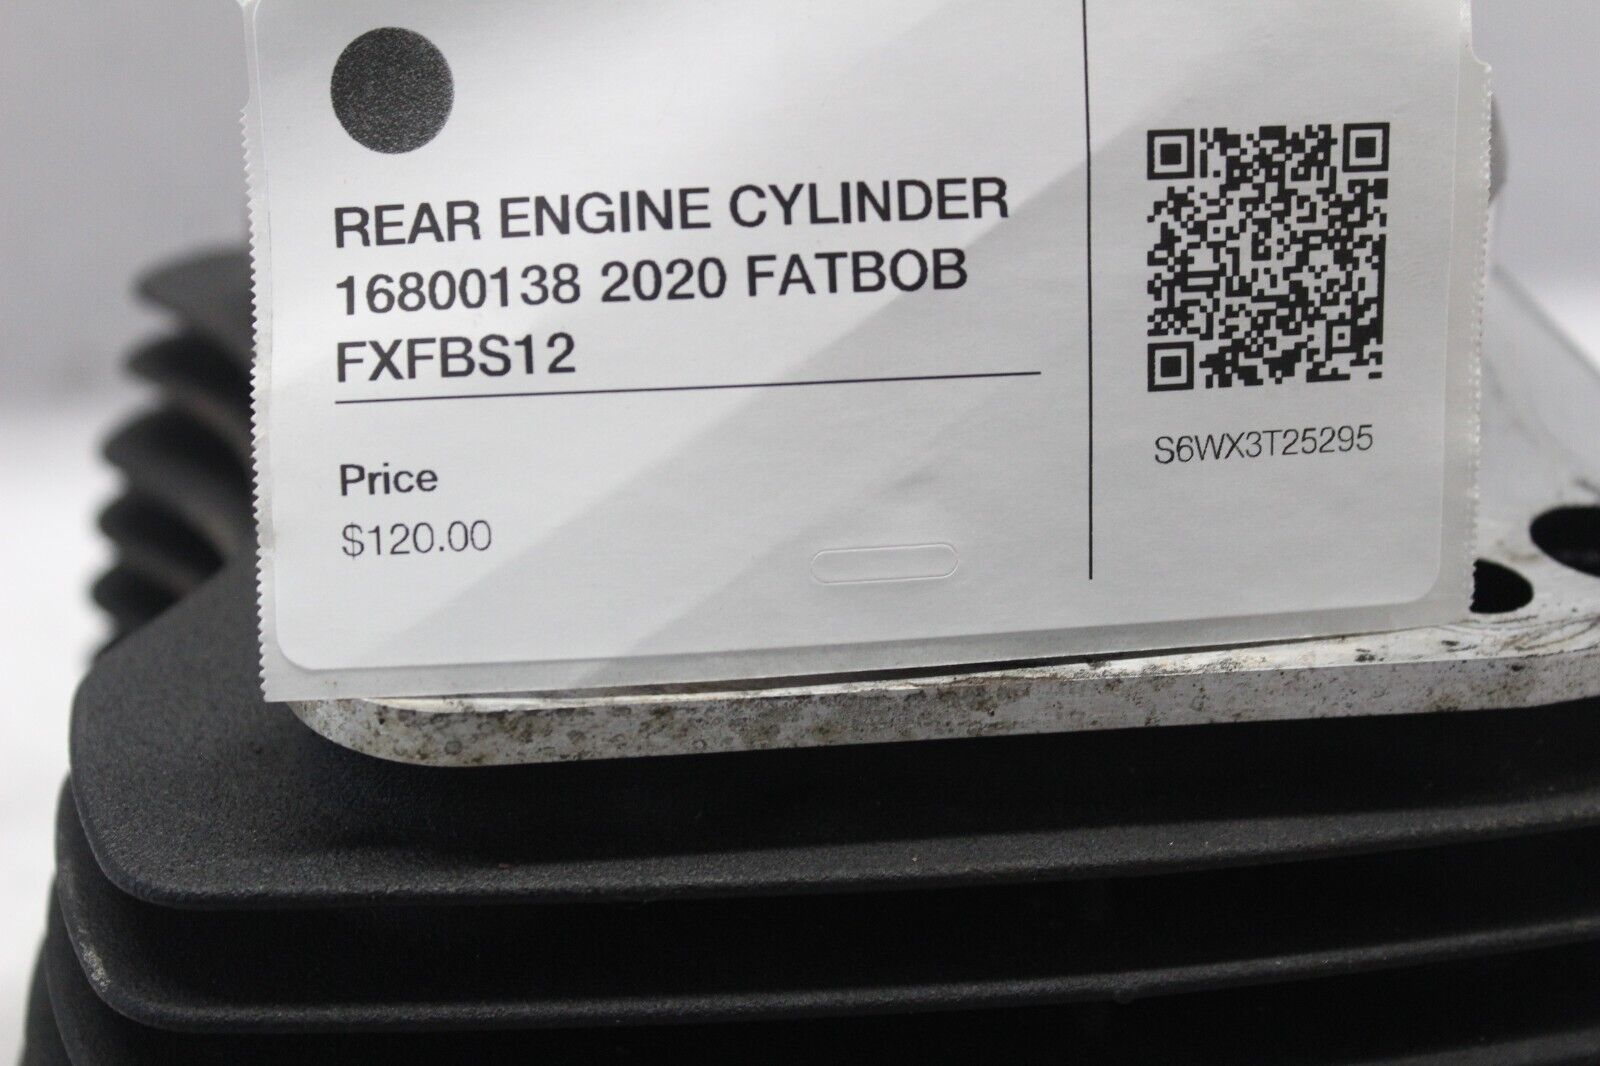 REAR ENGINE CYLINDER
16800138 2020 FATBOB
FXFBS12
Price
$120.00
S6WX3T25295